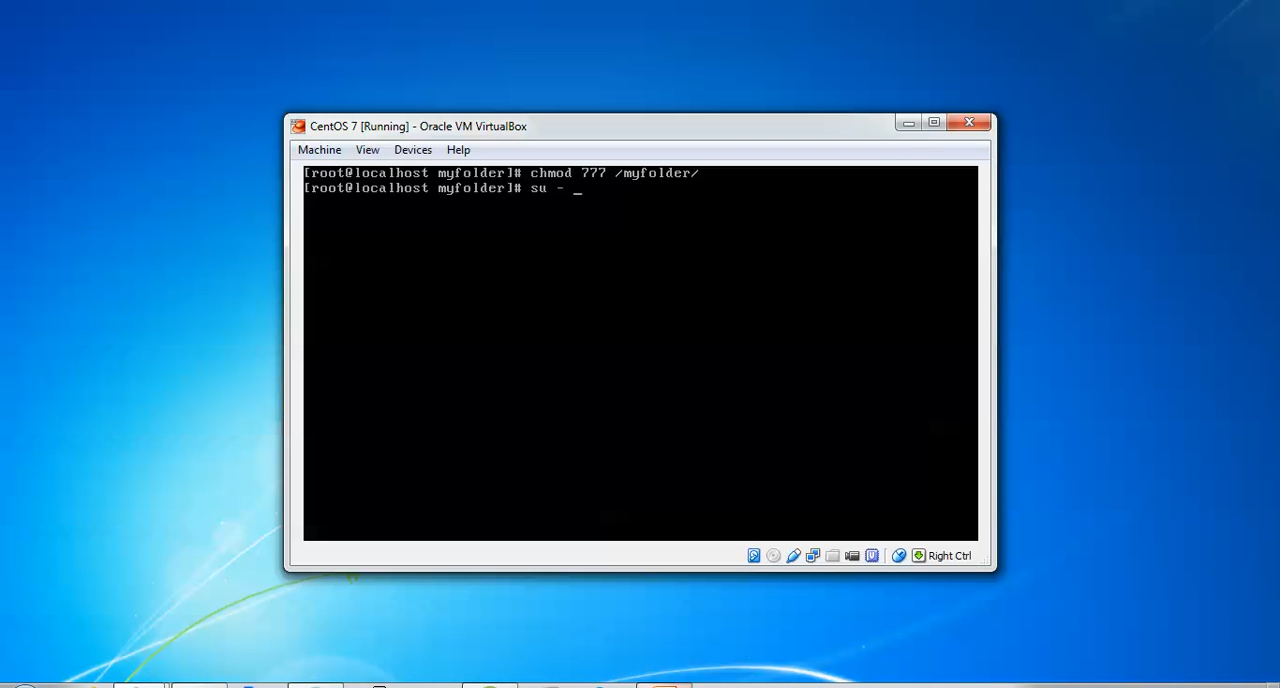 CentOS 7 [Running] - Oracle VM VirtualBox
Machine View Devices Help
[root@localhost myfolder]# chmod 777 /myfolder/
[root@localhost myfolder]# su - _
Right Ctrl